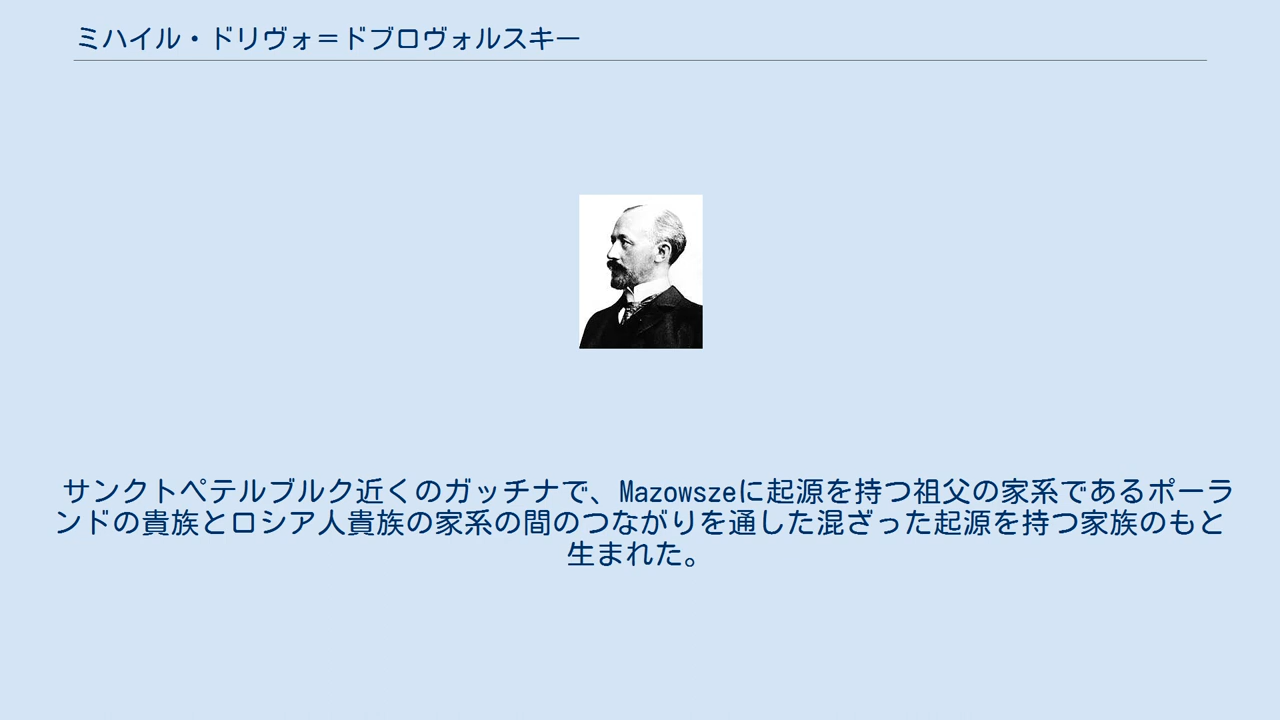 ミハイル・ドリヴォ＝ドブロヴォルスキー
サンクトペテルブルク近くのガッチナで、Mazowszeに起源を持つ祖父の家系であるポーラ
ンドの貴族とロシア人貴族の家系の間のつながりを通した混ざった起源を持つ家族のもと
生まれた。